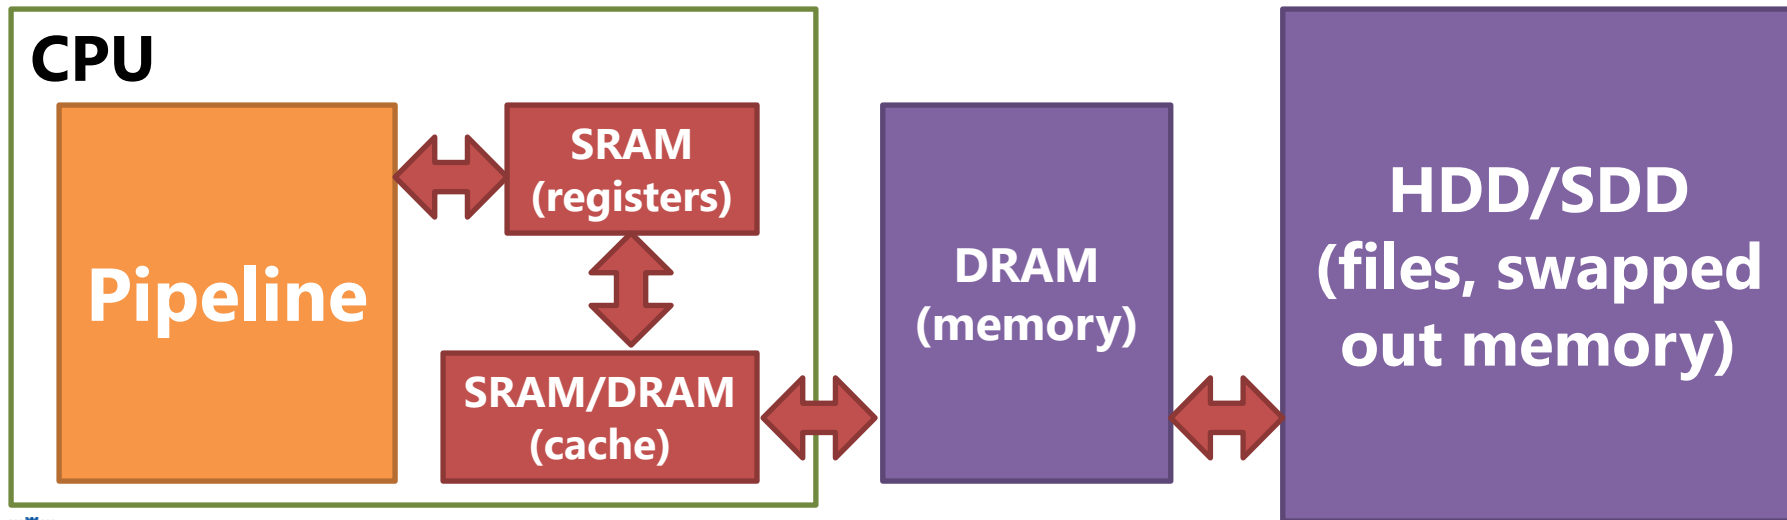 CPU
Pipeline
SRAM
(registers)
SRAM/DRAM
(cache)
DRAM
(memory)
HDD/SDD
(files, swapped
out memory)